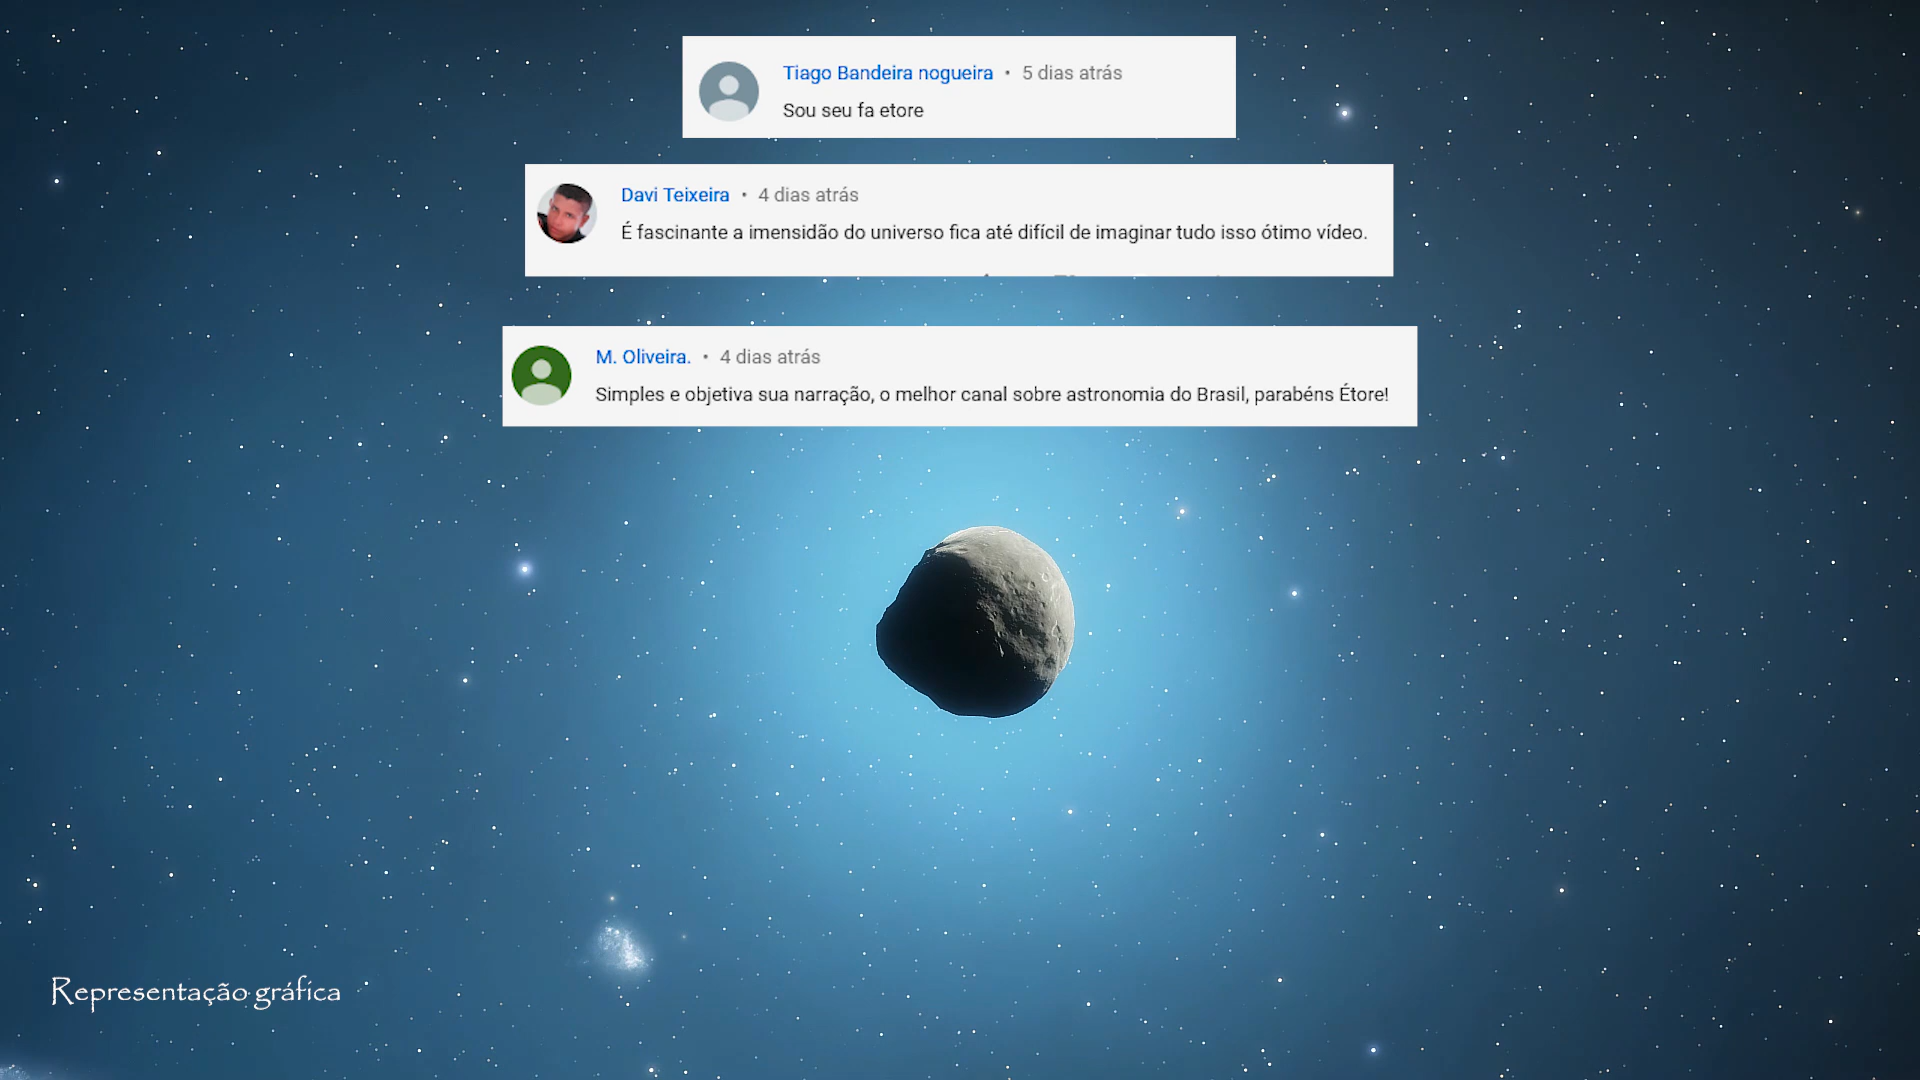 Tiago Bandeira nogueira • 5 dias atrás
Sou seu fa etore
Davi Teixeira • 4 dias atrás
É fascinante a imensidão do universo fica até difícil de imaginar tudo isso ótimo vídeo.
M. Oliveira. • 4 dias atrás
Simples e objetiva sua narração, o melhor canal sobre astronomia do Brasil, parabéns Étore!
Representação gráfica